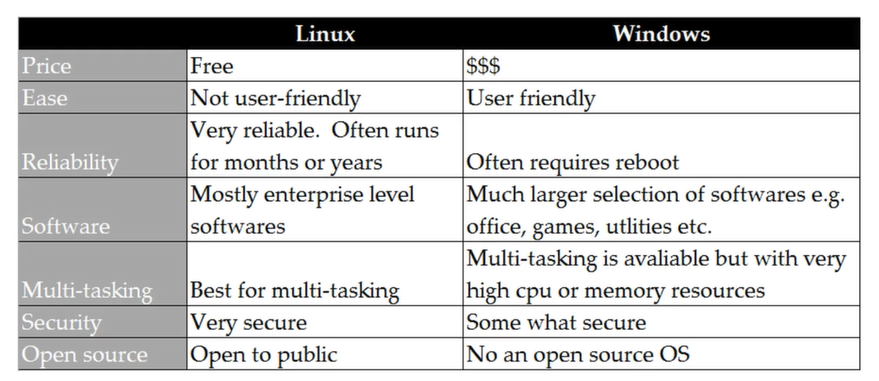 Linux Windows
Price Free $$$
Ease Not user-friendly User friendly
Very reliable. Often runs
Reliability for months or years Often requires reboot
Mostly enterprise level Much larger selection of softwares e.g.
Software softwares office, games, utlities etc.
Multi-tasking is avaliable but with very
Multi-tasking Best for multi-tasking high cpu or memory resources
Security Very secure Some what secure
Open source Open to public No an open source OS